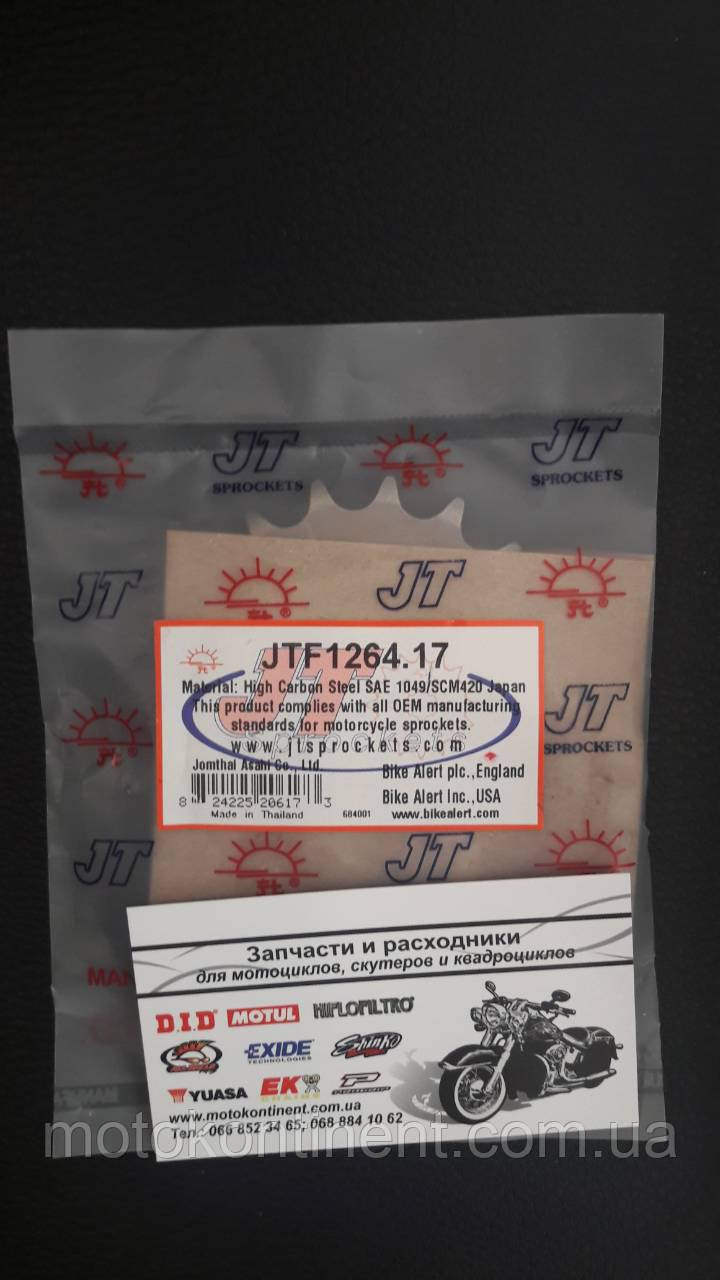 JT
SPROCKETS
JT
SPROCKETS
JT
JT
JTF1264.17
Material: High Carbon Steel SAE 1049/SCM420 Japan
This product complies with all OEM manufacturing
standards for motorcycle sprockets.
www.jtsprockets.com
Jomthai Asahi Co., Ltd
Bike Alert plc.,England
8 24225 20617 3
Bike Alert Inc.,USA
Made in Thailand
684001
www.bikealert.com
JT
SPROCKETS
JT
JT
MAN
Запчасти и расходники
для мотоциклов, скутеров и квадроциклов
D.I.D
MOTUL
HIFLOFILTRO
EXIDE
TECHNOLOGIES
Shinko
YUASA
EK
CHAINS
www.motokontinent.com.ua
Тел.: 066 852 34 65; 068 884 10 62
motokontinent.com.ua